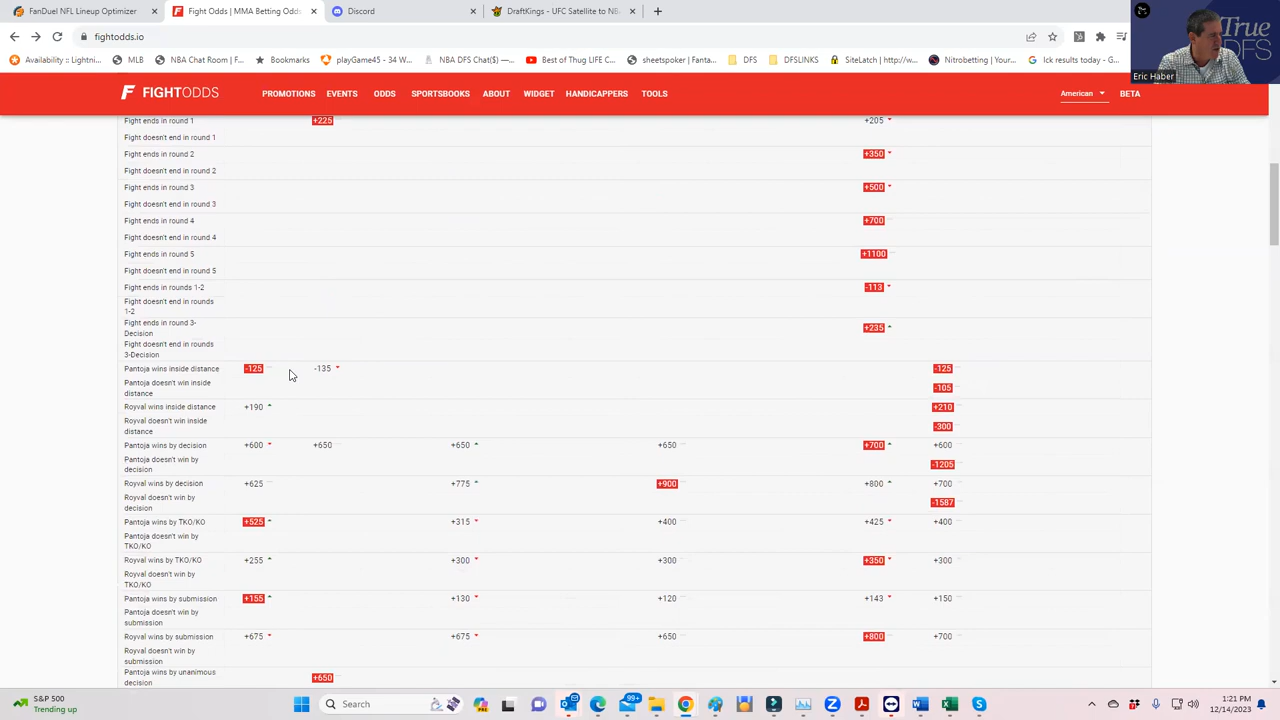 FanDuel NFL Lineup Optimizer
Fight Odds | MMA Betting Odds
Discord
DraftKings - UFC Satellite to
fightodds.io
Availability :: Lightni...
MLB
NBA Chat Room | F...
Bookmarks
playGame45 - 34 W...
NBA DFS Chat($) —...
Best of Thug LIFE C...
sheetspoker | Fanta...
DFS
DFSLINKS
SiteLatch | http://w...
Nitrobetting | Your...
Ick results today - G...
True
DFS
Eric Haber
FIGHTODDS
PROMOTIONS EVENTS ODDS SPORTSBOOKS ABOUT WIDGET HANDICAPPERS TOOLS
American
BETA
Fight ends in round 1 +225 +205
Fight doesn't end in round 1
Fight ends in round 2 +350
Fight doesn't end in round 2
Fight ends in round 3 +500
Fight doesn't end in round 3
Fight ends in round 4 +700
Fight doesn't end in round 4
Fight ends in round 5 +1100
Fight doesn't end in round 5
Fight ends in rounds 1-2 -113
Fight doesn't end in rounds
1-2
Fight ends in round 3- +235
Decision
Fight doesn't end in rounds
3-Decision
Pantoja wins inside distance -125 -135 -125
Pantoja doesn't win inside -105
distance
Royval wins inside distance +190 +210
Royval doesn't win inside -300
distance
Pantoja wins by decision +600 +650 +650 +650 +700 +600
Pantoja doesn't win by -1205
decision
Royval wins by decision +625 +775 +900 +800 +700
Royval doesn't win by -1587
decision
Pantoja wins by TKO/KO +525 +315 +400 +425 +400
Pantoja doesn't win by
TKO/KO
Royval wins by TKO/KO +255 +300 +300 +350 +300
Royval doesn't win by
TKO/KO
Pantoja wins by submission +155 +130 +120 +143 +150
Pantoja doesn't win by
submission
Royval wins by submission +675 +675 +650 +800 +700
Royval doesn't win by
submission
Pantoja wins by unanimous +650
decision
S&P 500
Trending up
Search
99+
1:21 PM
12/14/2023